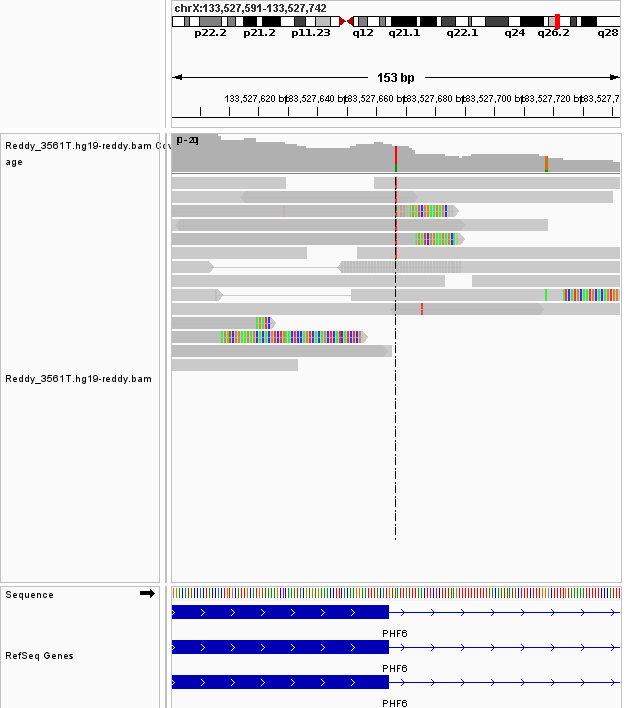 chrX:133,527,591-133,527,742
p22.2 p21.2 p11.23 q12 q21.1 q22.1 q24 q26.2 q28
153 bp
133,527,620 bp 133,527,640 bp 133,527,660 bp 133,527,680 bp 133,527,700 bp 133,527,720 bp
Reddy_3561T.hg19-reddy.bam
age
Reddy_3561T.hg19-reddy.bam
Sequence
PHF6
RefSeq Genes
PHF6
PHF6